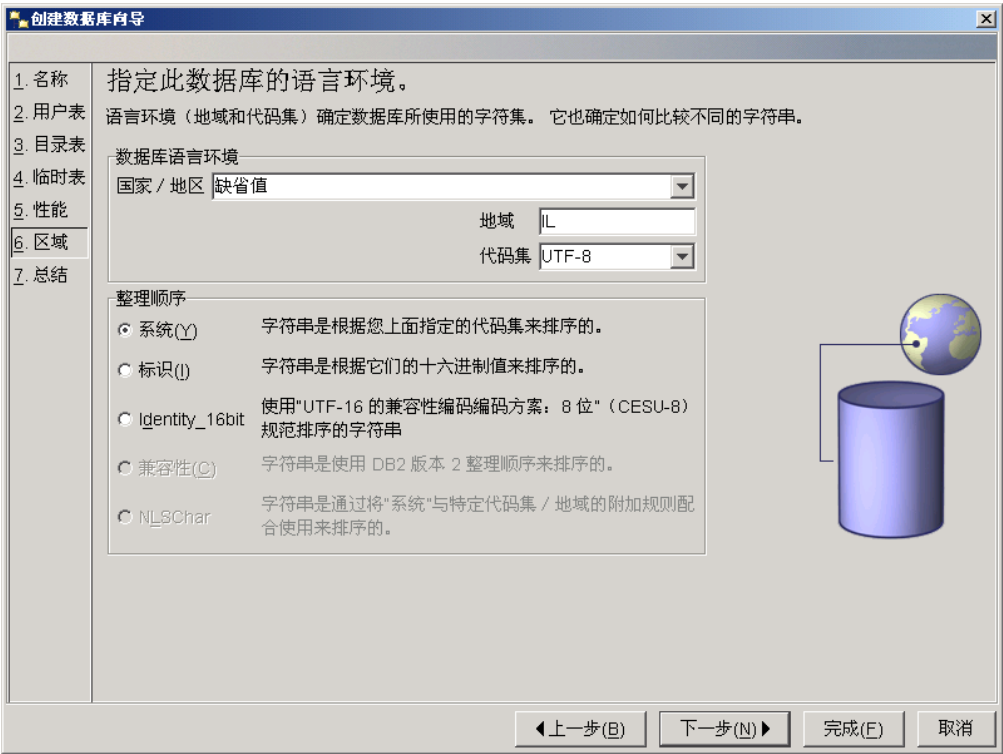 创建数据库向导
1. 名称
2. 用户表
3. 目录表
4. 临时表
5. 性能
6. 区域
7. 总结
指定此数据库的语言环境。
语言环境（地域和代码集）确定数据库所使用的字符集。 它也确定如何比较不同的字符串。
数据库语言环境
国家 / 地区 缺省值
地域 IL
代码集 UTF-8
整理顺序
系统(Y) 字符串是根据您上面指定的代码集来排序的。
标识(I) 字符串是根据它们的十六进制值来排序的。
Identity_16bit 使用"UTF-16 的兼容性编码编码方案：8 位"（CESU-8）
规范排序的字符串
兼容性(C) 字符串是使用 DB2 版本 2 整理顺序来排序的。
NLSChar 字符串是通过将"系统"与特定代码集 / 地域的附加规则配
合使用来排序的。
上一步(B) 下一步(N) 完成(F) 取消